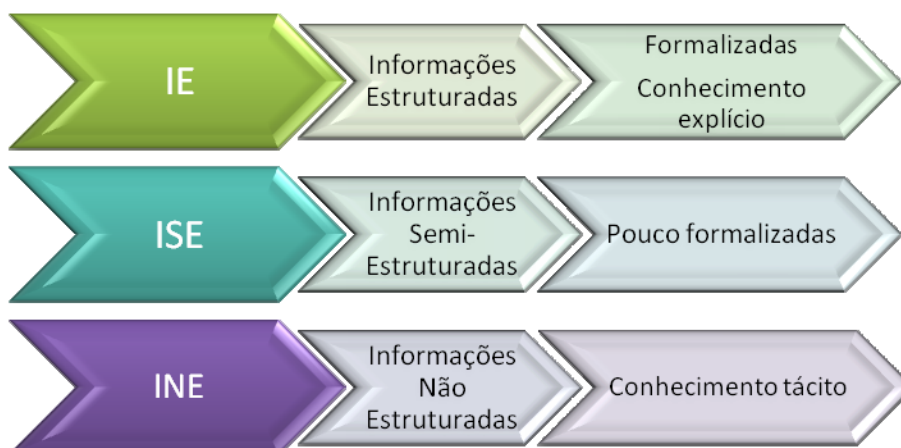 IE
Informações
Estruturadas
Formalizadas
Conhecimento
explício
ISE
Informações
Semi-
Estruturadas
Pouco formalizadas
INE
Informações
Não
Estruturadas
Conhecimento tácito